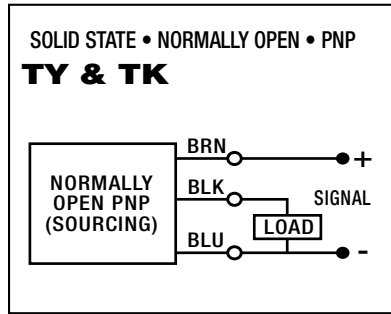 SOLID STATE • NORMALLY OPEN • PNP
TY & TK
BRN
+
NORMALLY
OPEN PNP
(SOURCING)
BLK
SIGNAL
LOAD
BLU
-